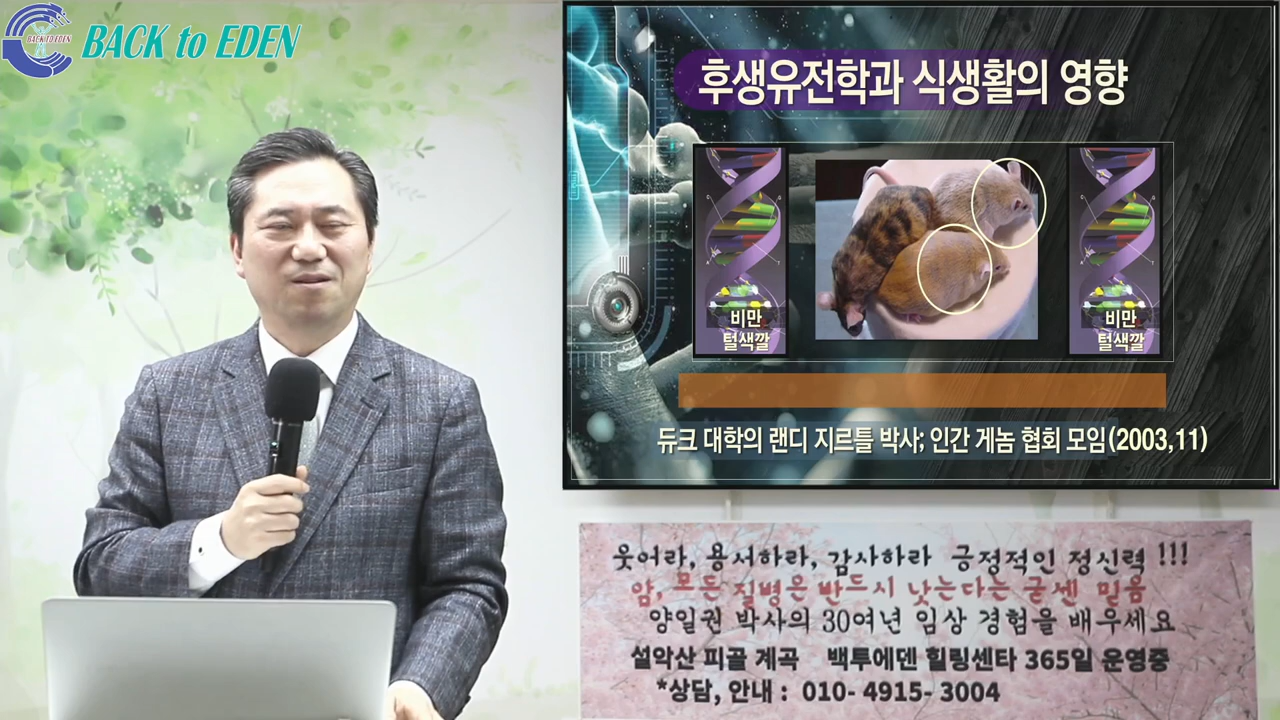 BACK TO EDEN
BACK to EDEN
후생유전학과 식생활의 영향
비만
털색깔
비만
털색깔
듀크 대학의 랜디 지르틀 박사; 인간 게놈 협회 모임(2003,11)
웃어라, 용서하라, 감사하라 긍정적인 정신력 !!!
암, 모든 질병은 반드시 낫는다는 굳센 믿음
양일권 박사의 30여년 임상 경험을 배우세요
설악산 피골 계곡 백투에덴 힐링센타 365일 운영중
*상담, 안내 : 010- 4915- 3004